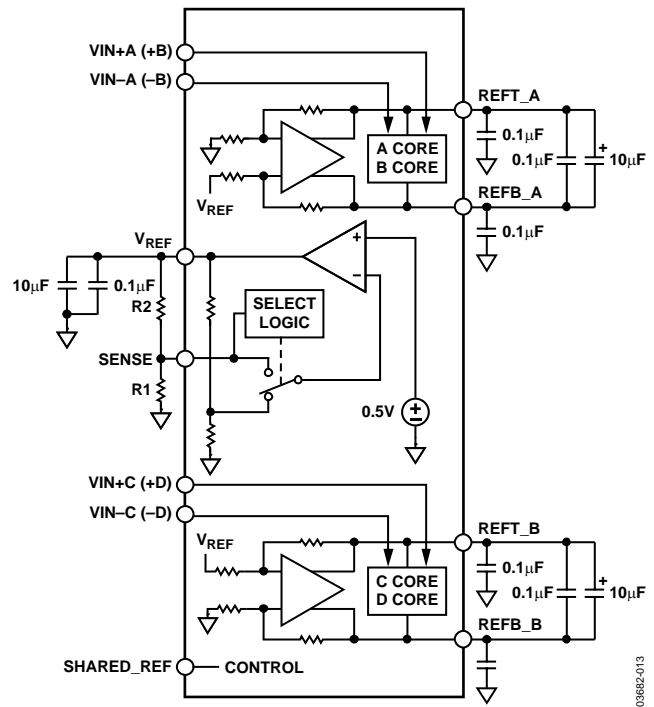 VIN+A (+B)
VIN–A (–B)
REFT_A
0.1μF
A CORE
B CORE
0.1μF
+
10μF
VREF
REFB_A
0.1μF
VREF
+
–
10μF
0.1μF
R2
SELECT
LOGIC
SENSE
R1
0.5V
+
–
VIN+C (+D)
VIN–C (–D)
REFT_B
VREF
0.1μF
C CORE
D CORE
0.1μF
+
10μF
REFB_B
SHARED_REF
CONTROL
03682-013